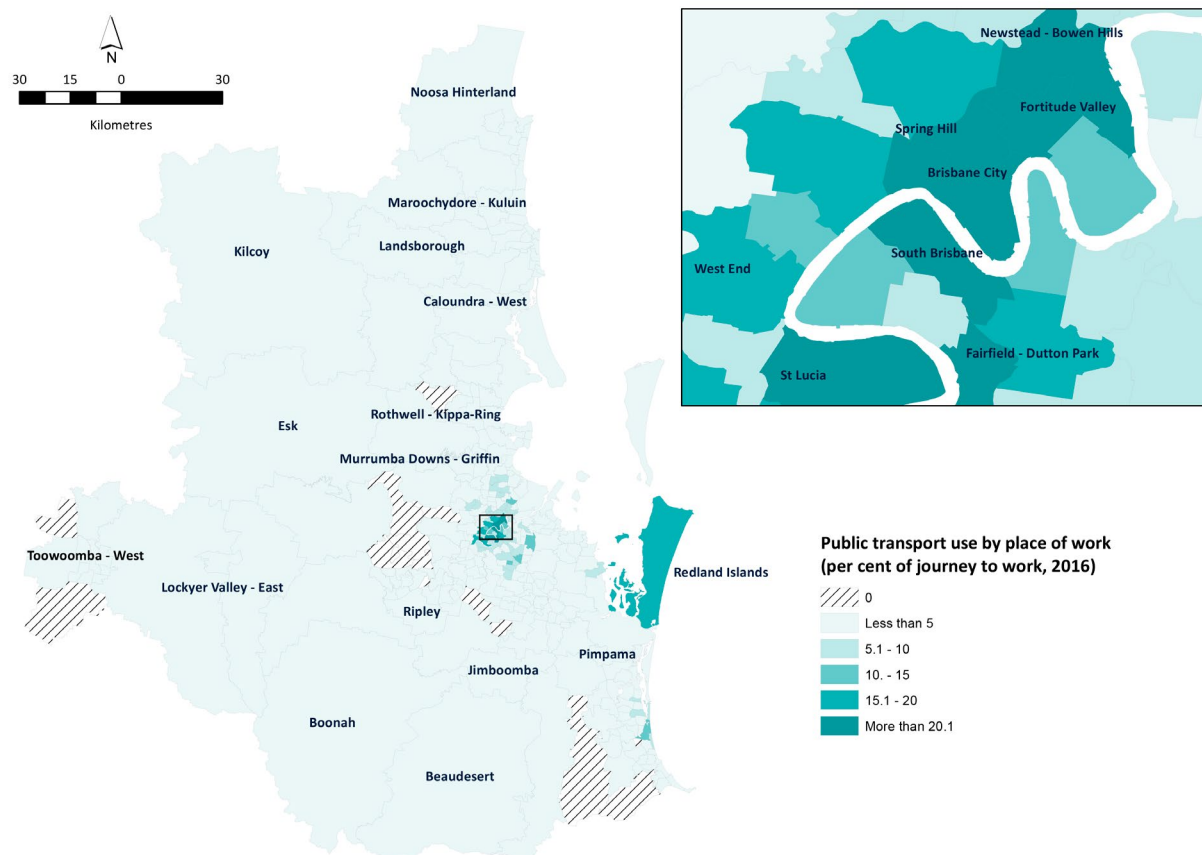 N
30 15 0 30
Kilometres
Noosa Hinterland
Maroochydore - Kuluin
Landsborough
Kilcoy
Caloundra - West
Rothwell - Kippa-Ring
Esk
Murrumba Downs - Griffin
Toowoomba - West
Lockyer Valley - East
Ripley
Redland Islands
Pimpama
Jimboomba
Boonah
Beaudesert
Newstead - Bowen Hills
Fortitude Valley
Spring Hill
Brisbane City
South Brisbane
West End
Fairfield - Dutton Park
St Lucia
Public transport use by place of work
(per cent of journey to work, 2016)
0
Less than 5
5.1 - 10
10. - 15
15.1 - 20
More than 20.1